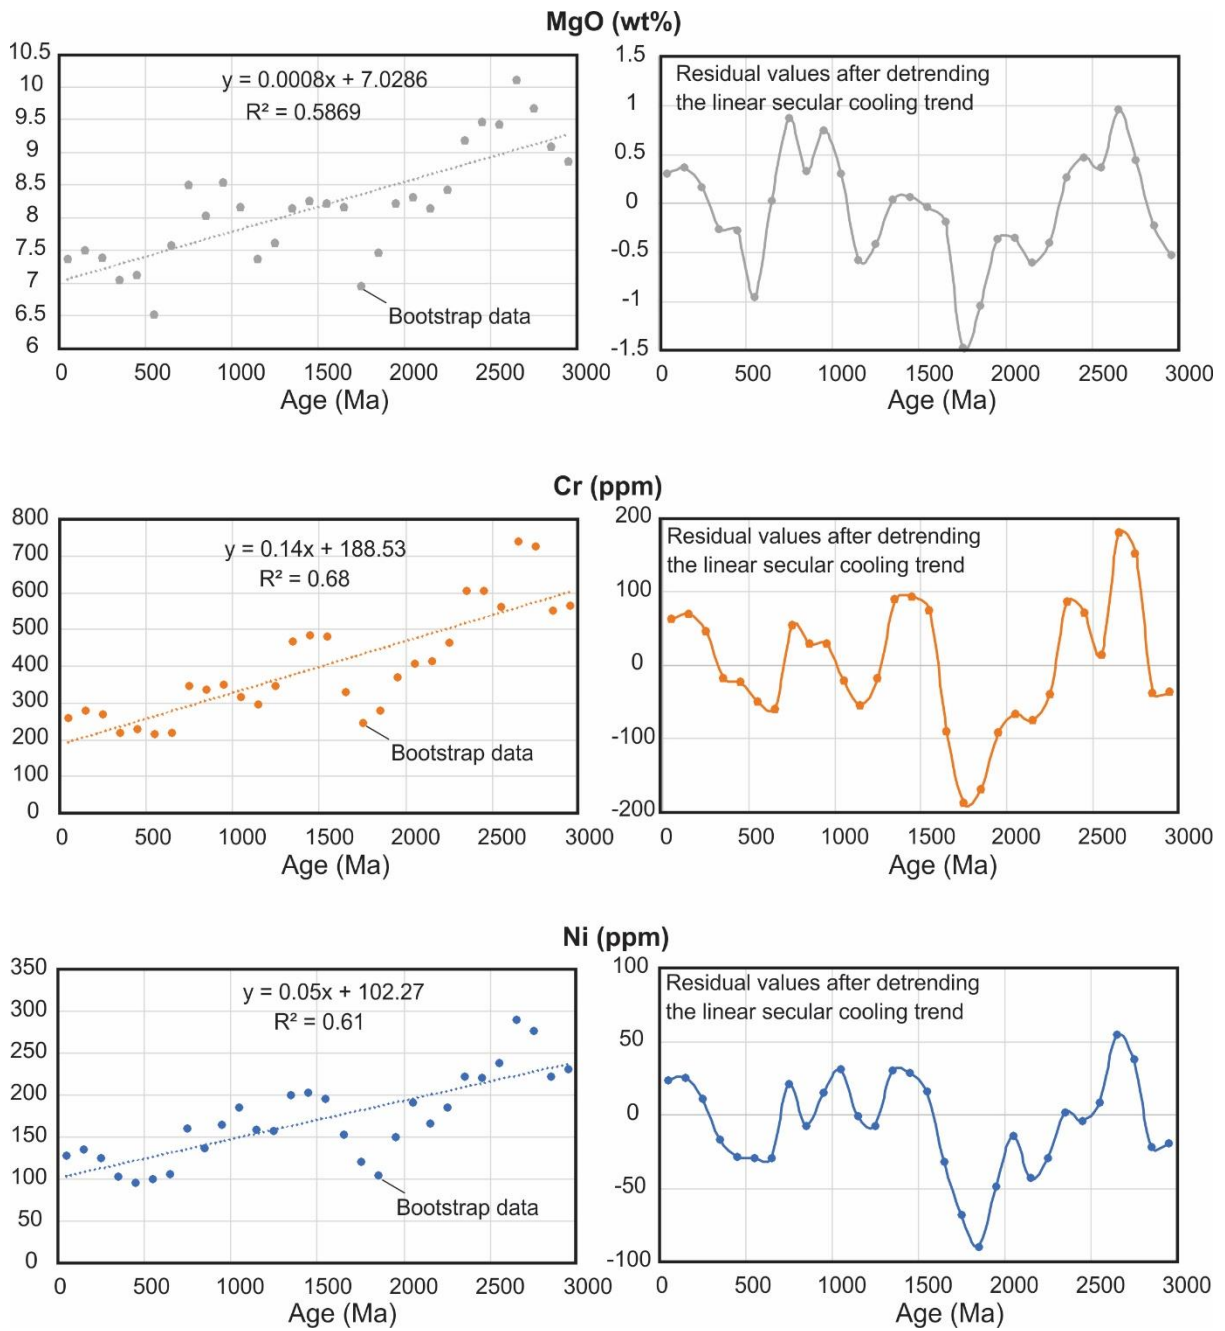 MgO (wt%)
10.5
10
9.5
9
8.5
8
7.5
7
6.5
6
y = 0.0008x + 7.0286
R² = 0.5869
Bootstrap data
0 500 1000 1500 2000 2500 3000
Age (Ma)
1.5
1
0.5
0
-0.5
-1
-1.5
Residual values after detrending
the linear secular cooling trend
0 500 1000 1500 2000 2500 3000
Age (Ma)
Cr (ppm)
800
700
600
500
400
300
200
100
0
y = 0.14x + 188.53
R² = 0.68
Bootstrap data
0 500 1000 1500 2000 2500 3000
Age (Ma)
200
100
0
-100
-200
Residual values after detrending
the linear secular cooling trend
0 500 1000 1500 2000 2500 3000
Age (Ma)
Ni (ppm)
350
300
250
200
150
100
50
0
y = 0.05x + 102.27
R² = 0.61
Bootstrap data
0 500 1000 1500 2000 2500 3000
Age (Ma)
100
50
0
-50
-100
Residual values after detrending
the linear secular cooling trend
0 500 1000 1500 2000 2500 3000
Age (Ma)